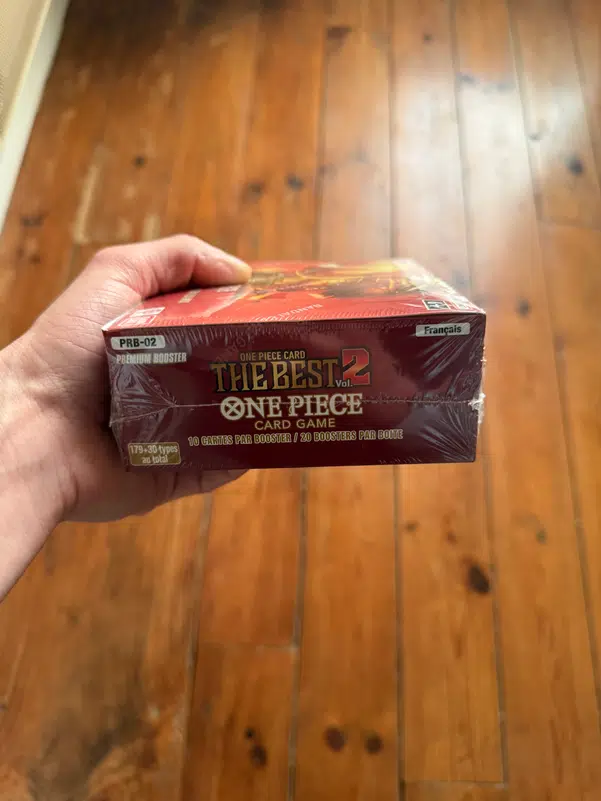 PRB-02
PREMIUM BOOSTER
Français
ONE PIECE CARD
THE BEST Vol.2
ONE PIECE
CARD GAME
10 CARTES PAR BOOSTER / 20 BOOSTERS PAR BOITE
179+30 types
au total